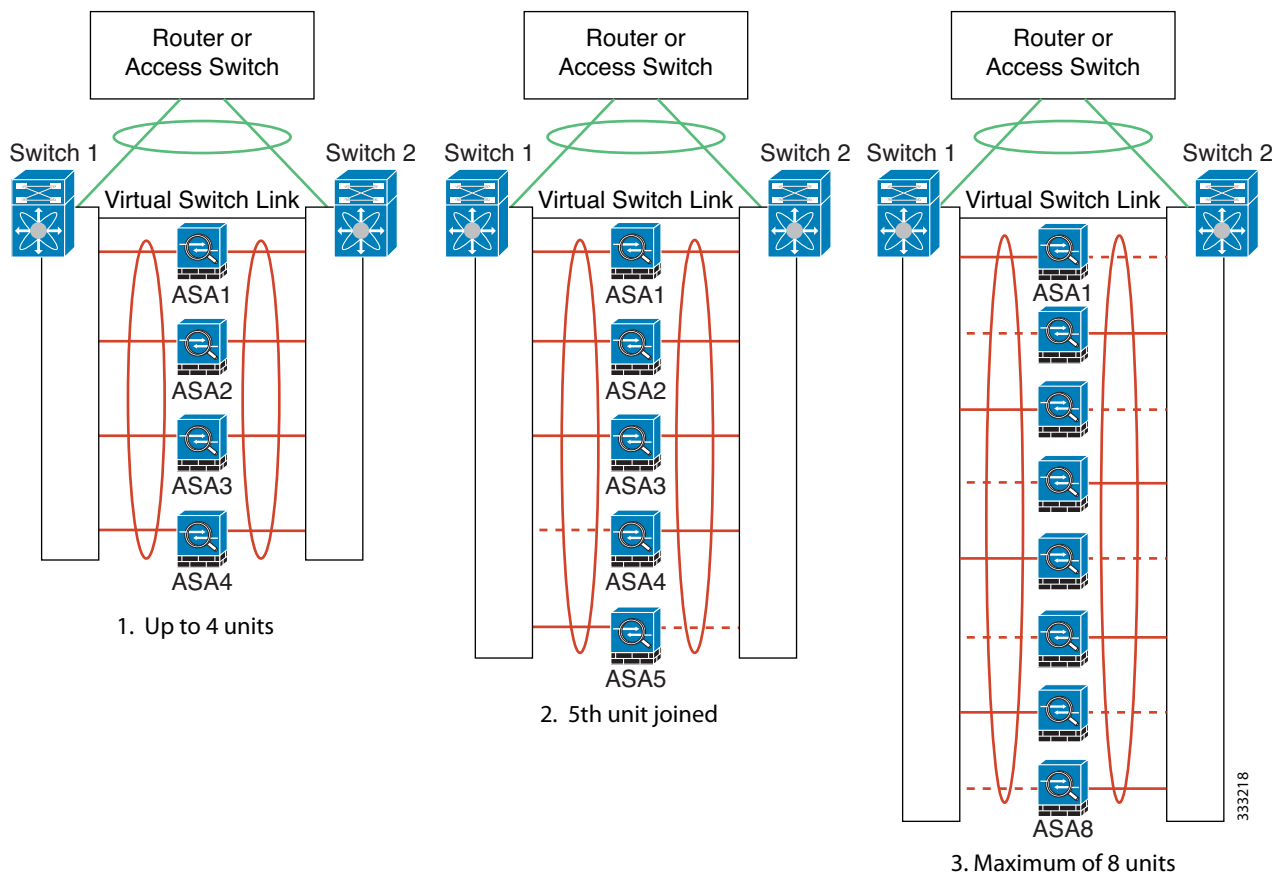 Router or
Access Switch
Switch 1
Switch 2
Virtual Switch Link
ASA1
ASA2
ASA3
ASA4
1. Up to 4 units
Router or
Access Switch
Switch 1
Switch 2
Virtual Switch Link
ASA1
ASA2
ASA3
ASA4
ASA5
2. 5th unit joined
Router or
Access Switch
Switch 1
Switch 2
Virtual Switch Link
ASA1
ASA8
3. Maximum of 8 units
333218